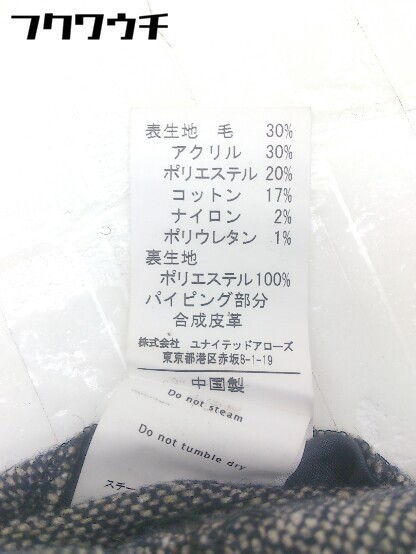 フクワウチ
表生地 毛 30%
アクリル 30%
ポリエステル 20%
コットン 17%
ナイロン 2%
ポリウレタン 1%
裏生地
ポリエステル100%
パイピング部分
合成皮革
株式会社 ユナイテッドアローズ
東京都港区赤坂8-1-19
中国製
Do not steam
Do not tumble dry
スチー